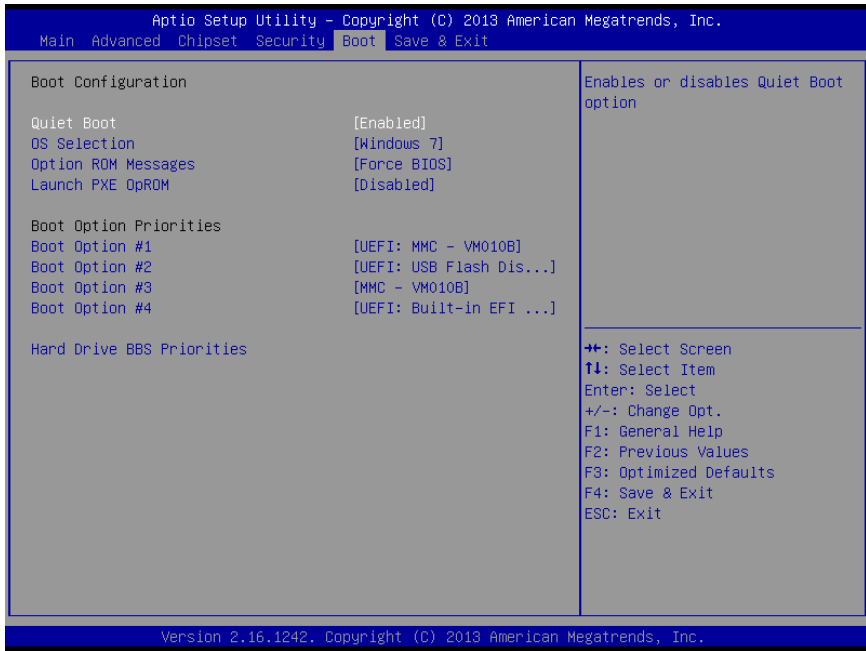 Aptio Setup Utility – Copyright (C) 2013 American Megatrends, Inc.
Main Advanced Chipset Security Boot Save & Exit
Boot Configuration
Quiet Boot [Enabled]
OS Selection [Windows 7]
Option ROM Messages [Force BIOS]
Launch PXE OpROM [Disabled]
Boot Option Priorities
Boot Option #1 [UEFI: MMC – VM010B]
Boot Option #2 [UEFI: USB Flash Dis...]
Boot Option #3 [MMC – VM010B]
Boot Option #4 [UEFI: Built-in EFI ...]
Hard Drive BBS Priorities
Enables or disables Quiet Boot
option
→←: Select Screen
↑↓: Select Item
Enter: Select
+/-: Change Opt.
F1: General Help
F2: Previous Values
F3: Optimized Defaults
F4: Save & Exit
ESC: Exit
Version 2.16.1242. Copyright (C) 2013 American Megatrends, Inc.